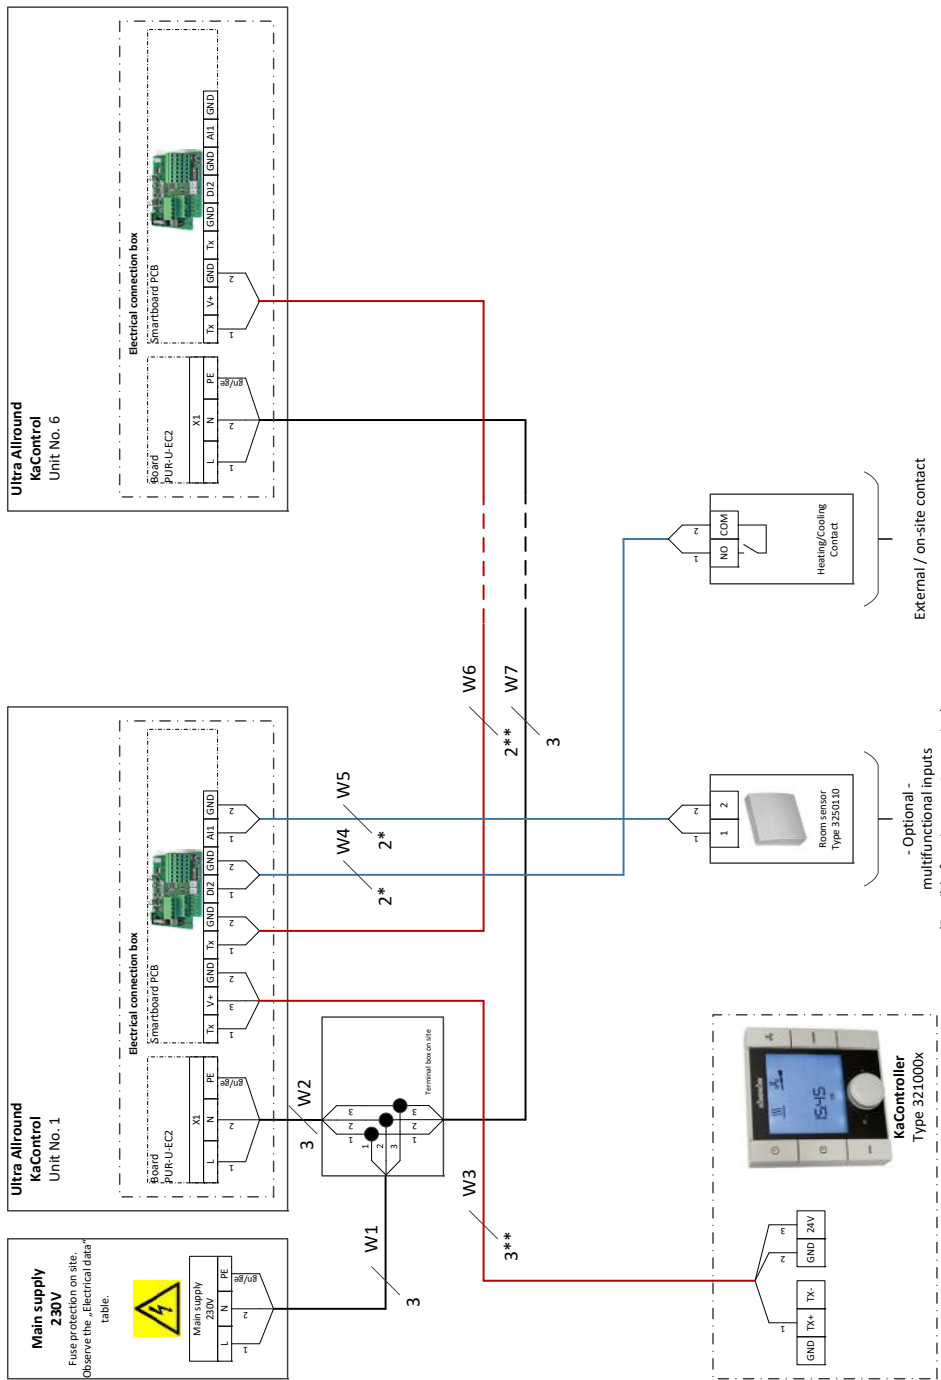 Main supply
230V
Fuse protection on site.
Observe the „Electrical data“
table.
Main supply
230V
L
N
PE
1
2
gn/ge
W1
3
Ultra Allround
KaControl
Unit No. 1
Electrical connection box
Board
PUR-U-EC2
X1
L
N
PE
1
2
gn/ge
Smartboard PCB
Tx
V+
GND
Tx
GND
DI2
GND
AI1
GND
1
3
2
1
2
1
2
1
2
W2
3
Terminal box on site
1
2
3
1
2
3
1
2
3
W3
3**
W4
2*
W5
2*
W6
2**
W7
3
Ultra Allround
KaControl
Unit No. 6
Electrical connection box
Board
PUR-U-EC2
X1
L
N
PE
1
2
gn/ge
Smartboard PCB
Tx
V+
GND
Tx
GND
DI2
GND
AI1
GND
1
2
GND
TX+
TX-
GND
24V
1
2
3
15:45
KaController
Type 321000x
1
2
1
2
Room sensor
Type 3250110
- Optional -
multifunctional inputs
1
2
NO
COM
Heating/Cooling
Contact
External / on-site contact